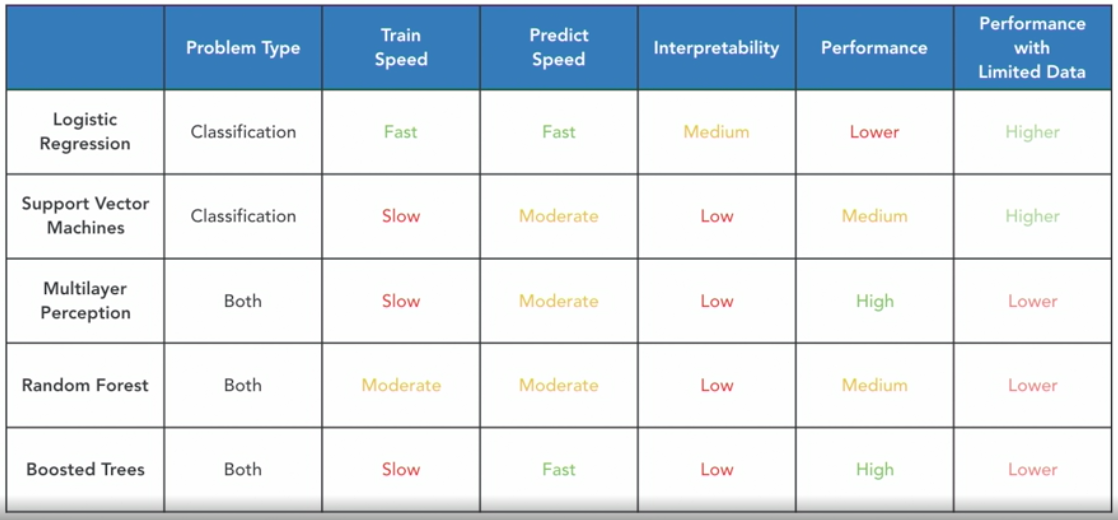 Problem Type
Train
Speed
Predict
Speed
Interpretability
Performance
Performance
with
Limited Data
Logistic
Regression
Classification
Fast
Fast
Medium
Lower
Higher
Support Vector
Machines
Classification
Slow
Moderate
Low
Medium
Higher
Multilayer
Perception
Both
Slow
Moderate
Low
High
Lower
Random Forest
Both
Moderate
Moderate
Low
Medium
Lower
Boosted Trees
Both
Slow
Fast
Low
High
Lower